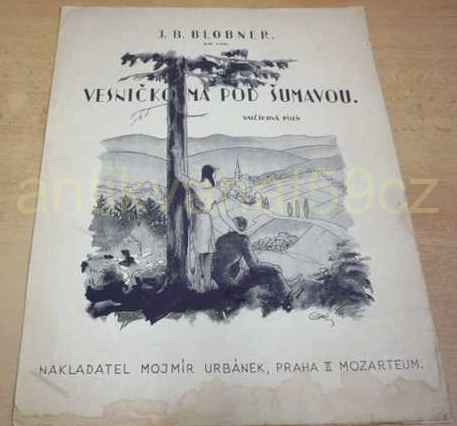 J. B. BLOBNER.
VESNIČKO MÁ POD ŠUMAVOU.
VALČÍKOVÁ PÍSEŇ
antikvariat59cz
NAKLADATEL MOJMÍR URBÁNEK, PRAHA II MOZARTEUM.